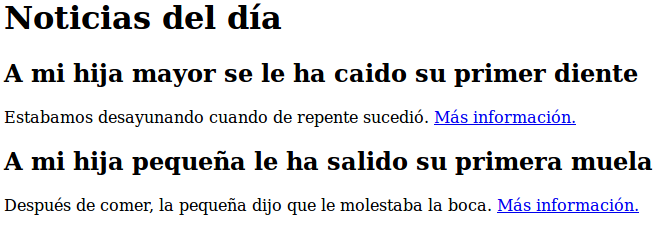 Noticias del día
A mi hija mayor se le ha caido su primer diente
Estabamos desayunando cuando de repente sucedió. Más información.
A mi hija pequeña le ha salido su primera muela
Después de comer, la pequeña dijo que le molestaba la boca. Más información.